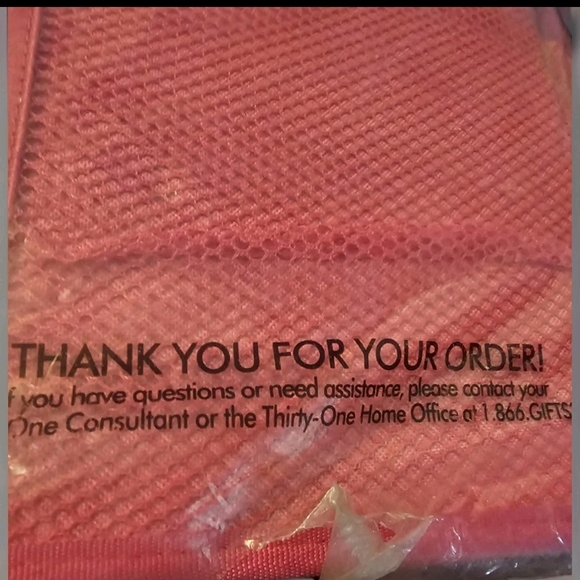 THANK YOU FOR YOUR ORDER!
f you have questions or need assistance, please contact your
One Consultant or the Thirty-One Home Office at 1.866.GIFTS